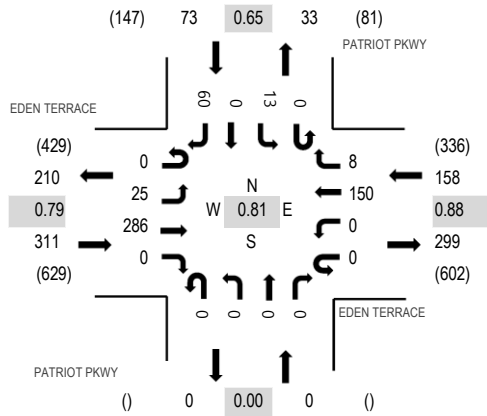 (147) 73 0.65 33 (81)
PATRIOT PKWY
60 0 13 0
EDEN TERRACE
(429) (336)
0 8
210 158
25 N 150
0.79 W 0.81 E 0.88
286 0
311 S 299
0 0
(629) (602)
0 0 0 0
EDEN TERRACE
PATRIOT PKWY
() 0 0.00 0 ()